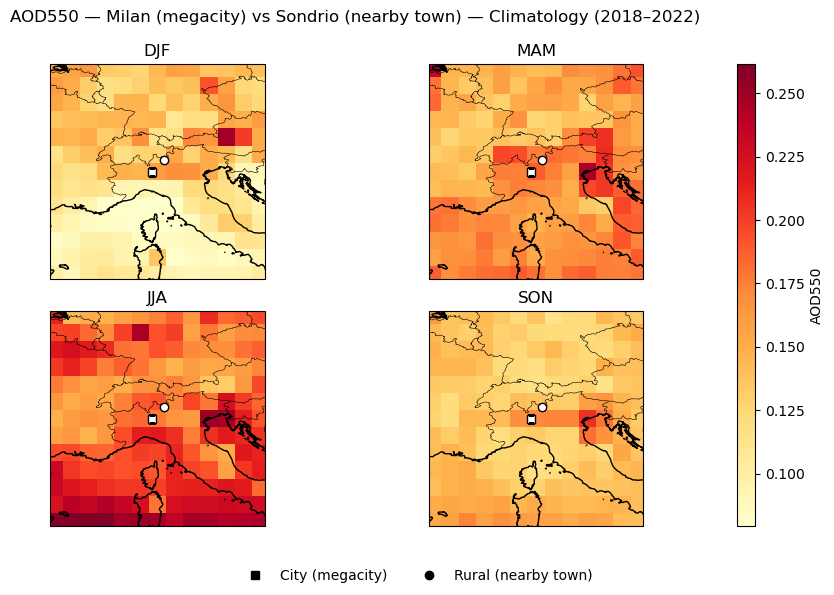 AOD550 — Milan (megacity) vs Sondrio (nearby town) — Climatology (2018–2022)
DJF
MAM
JJA
SON
0.250
0.225
0.200
0.175
0.150
0.125
0.100
AOD550
City (megacity)
Rural (nearby town)